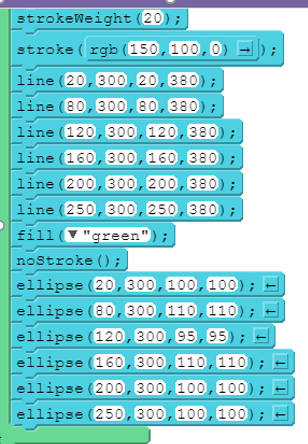 strokeWeight(20);
stroke(rgb(150,100,0) →);
line(20,300,20,380);
line(80,300,80,380);
line(120,300,120,380);
line(160,300,160,380);
line(200,300,200,380);
line(250,300,250,380);
fill(▼"green");
noStroke();
ellipse(20,300,100,100); ←
ellipse(80,300,110,110); ←
ellipse(120,300,95,95); ←
ellipse(160,300,110,110); ←
ellipse(200,300,100,100); ←
ellipse(250,300,100,100); ←